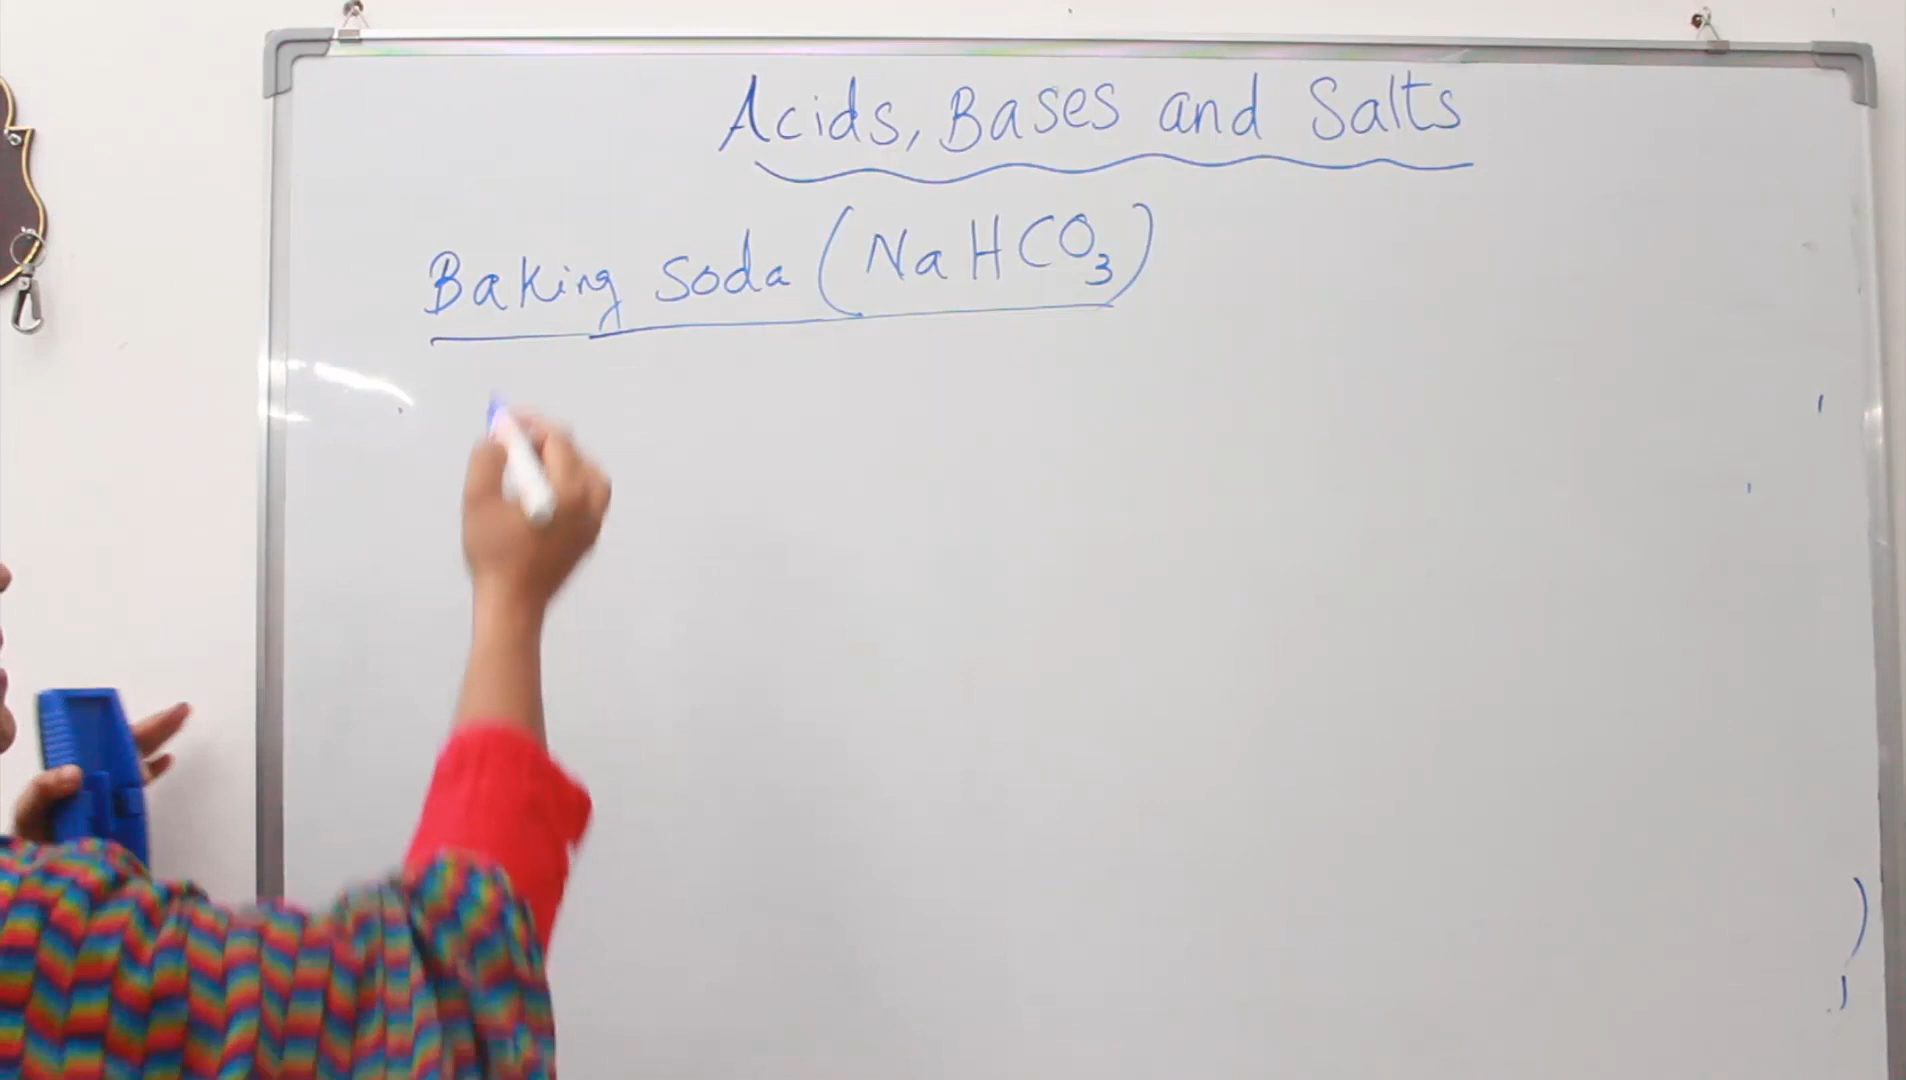 Acids, Bases and Salts
Baking Soda (NaHCO₃)